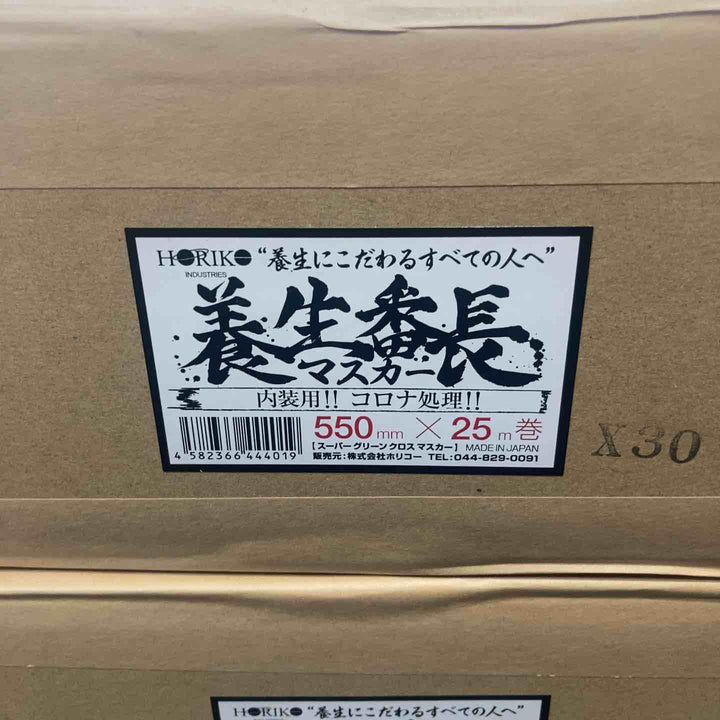 HORIKO "養生にこだわるすべての人へ"
INDUSTRIES
養生番長
マスカー
内装用!! コロナ処理!!
550mm × 25m巻
【スーパーグリーンクロス マスカー】 MADE IN JAPAN
4 582366 444019
販売元:株式会社ホリコー TEL:044-829-0091
X30
HORIKO "養生にこだわるすべての人へ"